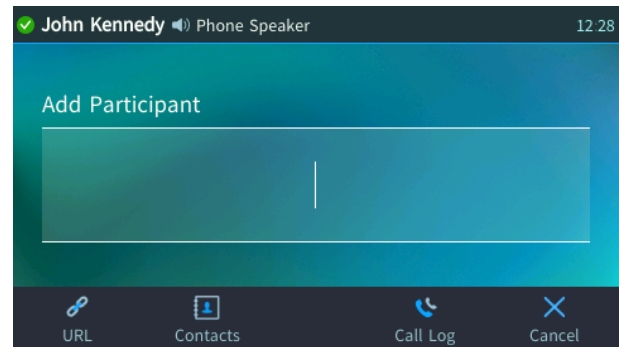 John Kennedy Phone Speaker 12:28
Add Participant
URL Contacts Call Log Cancel